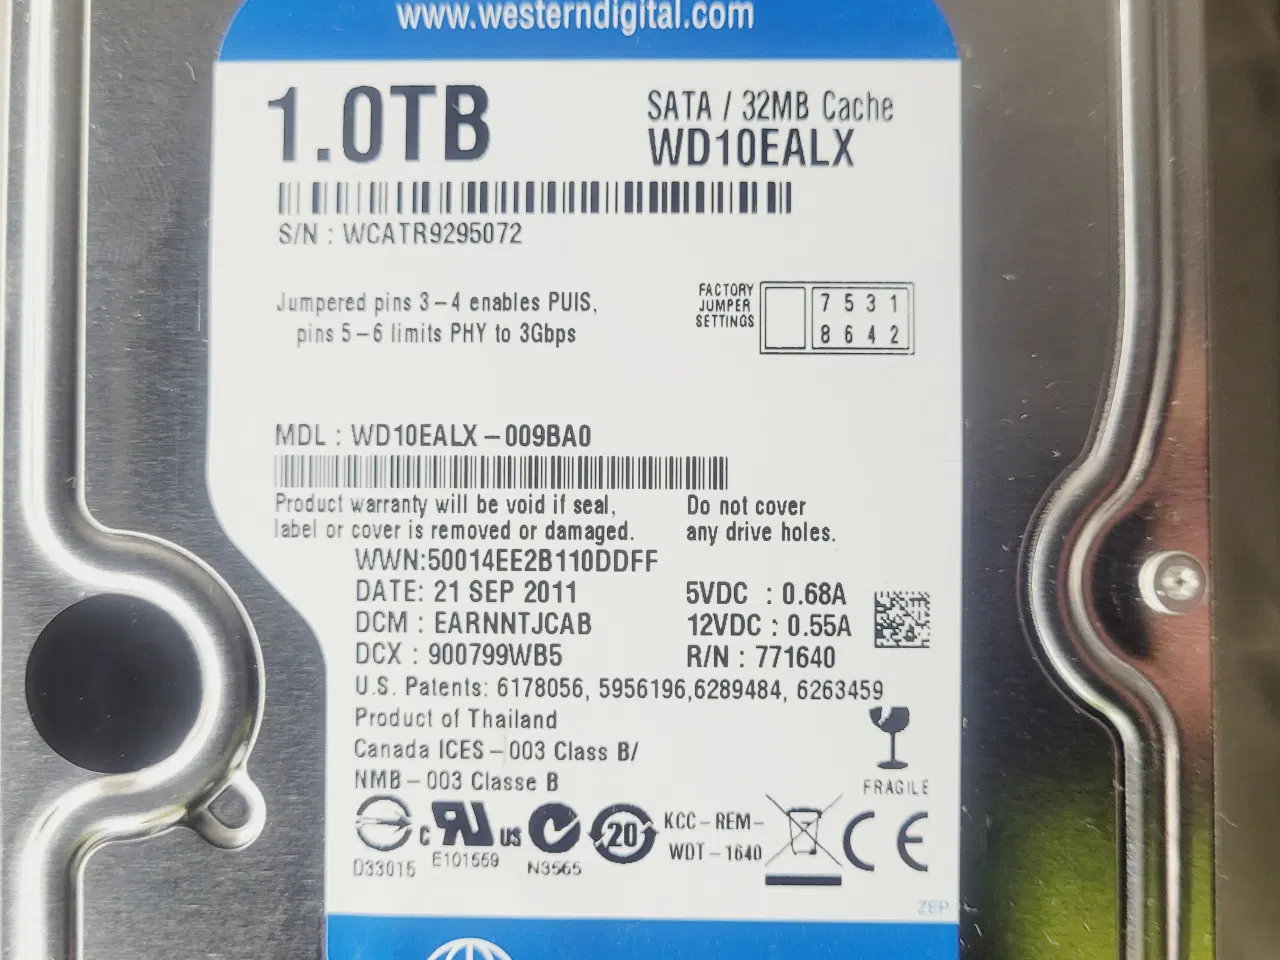 www.westerndigital.com
1.0TB
SATA / 32MB Cache
WD10EALX
S/N : WCATR9295072
Jumpered pins 3-4 enables PUIS,
pins 5-6 limits PHY to 3Gbps
FACTORY
JUMPER
SETTINGS
7 5 3 1
8 6 4 2
MDL : WD10EALX-009BA0
Product warranty will be void if seal,
label or cover is removed or damaged.
Do not cover
any drive holes.
WWN:50014EE2B110DDFF
DATE: 21 SEP 2011
DCM : EARNNTJCAB
DCX : 900799WB5
5VDC : 0.68A
12VDC : 0.55A
R/N : 771640
U.S. Patents: 6178056, 5956196,6289484, 6263459
Product of Thailand
Canada ICES-003 Class B/
NMB-003 Classe B
FRAGILE
D33015
C US
E101559
N3565
20
KCC-REM-
WDT-1640
CE
ZEP